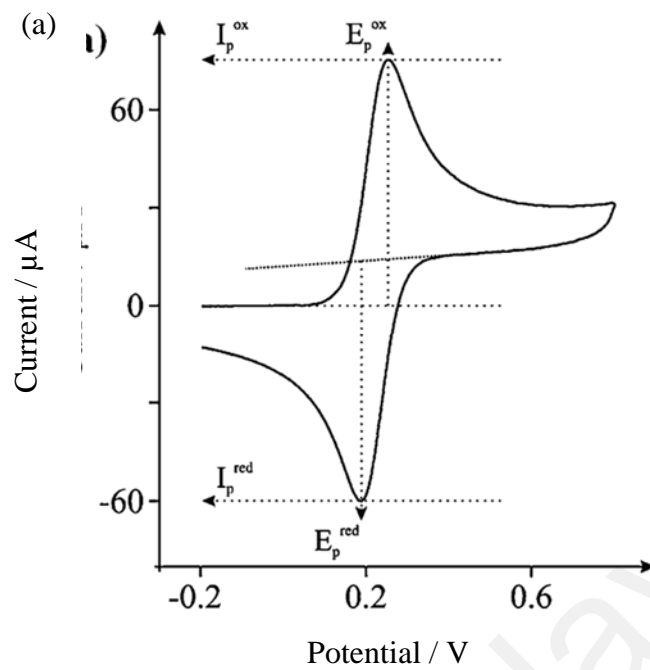 (a)
ı)
I_p^ox
E_p^ox
60
0
-60
Current / µA
I_p^red
E_p^red
-0.2
0.2
0.6
Potential / V